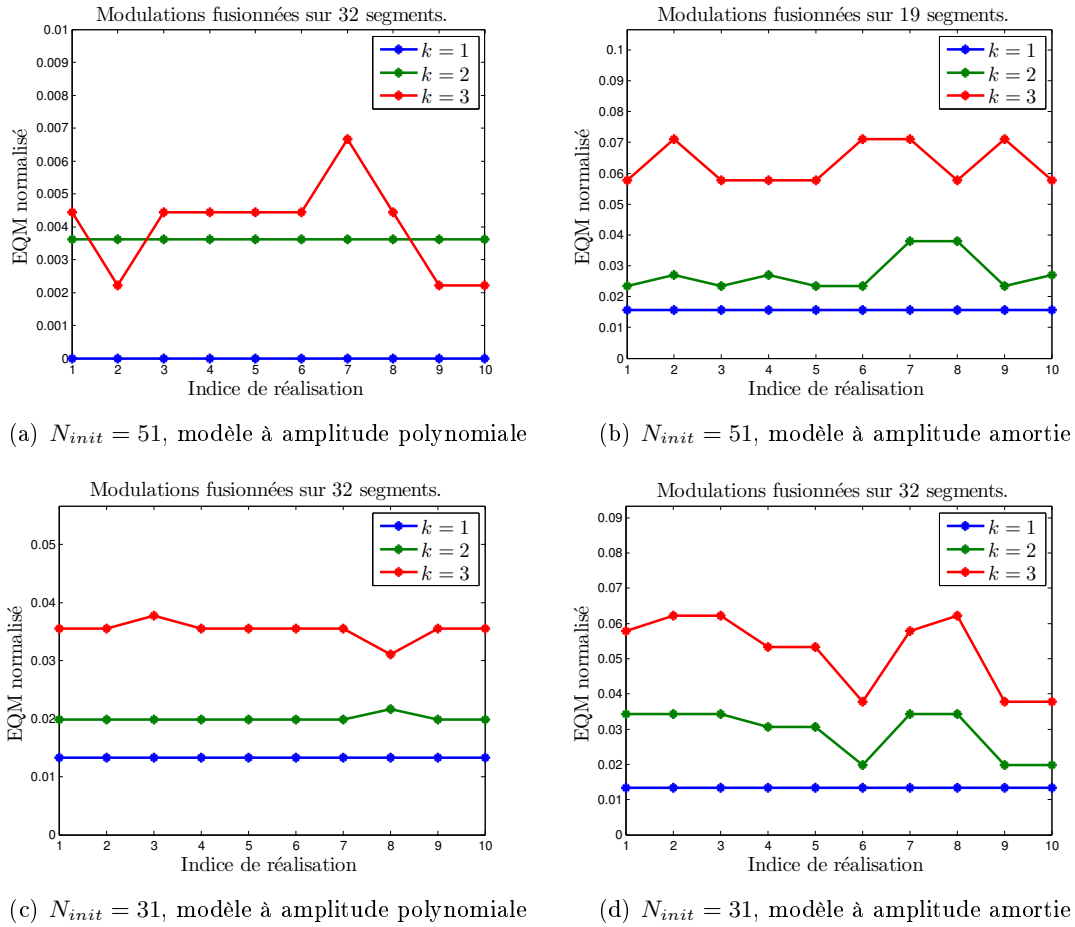 Modulations fusionnées sur 32 segments.
0.01
0.009
0.008
0.007
0.006
0.005
0.004
0.003
0.002
0.001
0
EQM normalisé
k = 1
k = 2
k = 3
1 2 3 4 5 6 7 8 9 10
Indice de réalisation
(a) N_{init} = 51, modèle à amplitude polynomiale
Modulations fusionnées sur 19 segments.
0.1
0.09
0.08
0.07
0.06
0.05
0.04
0.03
0.02
0.01
0
EQM normalisé
k = 1
k = 2
k = 3
1 2 3 4 5 6 7 8 9 10
Indice de réalisation
(b) N_{init} = 51, modèle à amplitude amortie
Modulations fusionnées sur 32 segments.
0.05
0.04
0.03
0.02
0.01
0
EQM normalisé
k = 1
k = 2
k = 3
1 2 3 4 5 6 7 8 9 10
Indice de réalisation
(c) N_{init} = 31, modèle à amplitude polynomiale
Modulations fusionnées sur 32 segments.
0.09
0.08
0.07
0.06
0.05
0.04
0.03
0.02
0.01
0
EQM normalisé
k = 1
k = 2
k = 3
1 2 3 4 5 6 7 8 9 10
Indice de réalisation
(d) N_{init} = 31, modèle à amplitude amortie